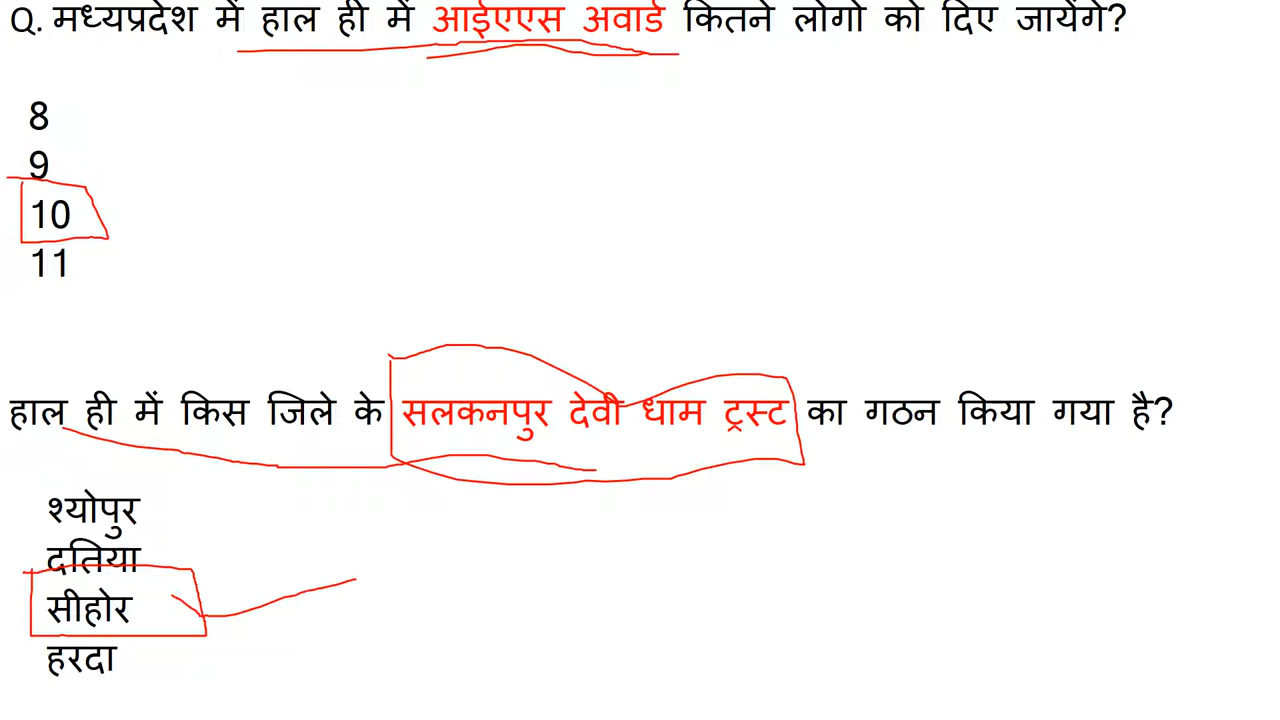 Q. मध्यप्रदेश में हाल ही में आईएएस अवार्ड कितने लोगो को दिए जायेंगे?
8
9
10
11
हाल ही में किस जिले के सलकनपुर देवी धाम ट्रस्ट का गठन किया गया है?
श्योपुर
दतिया
सीहोर
हरदा